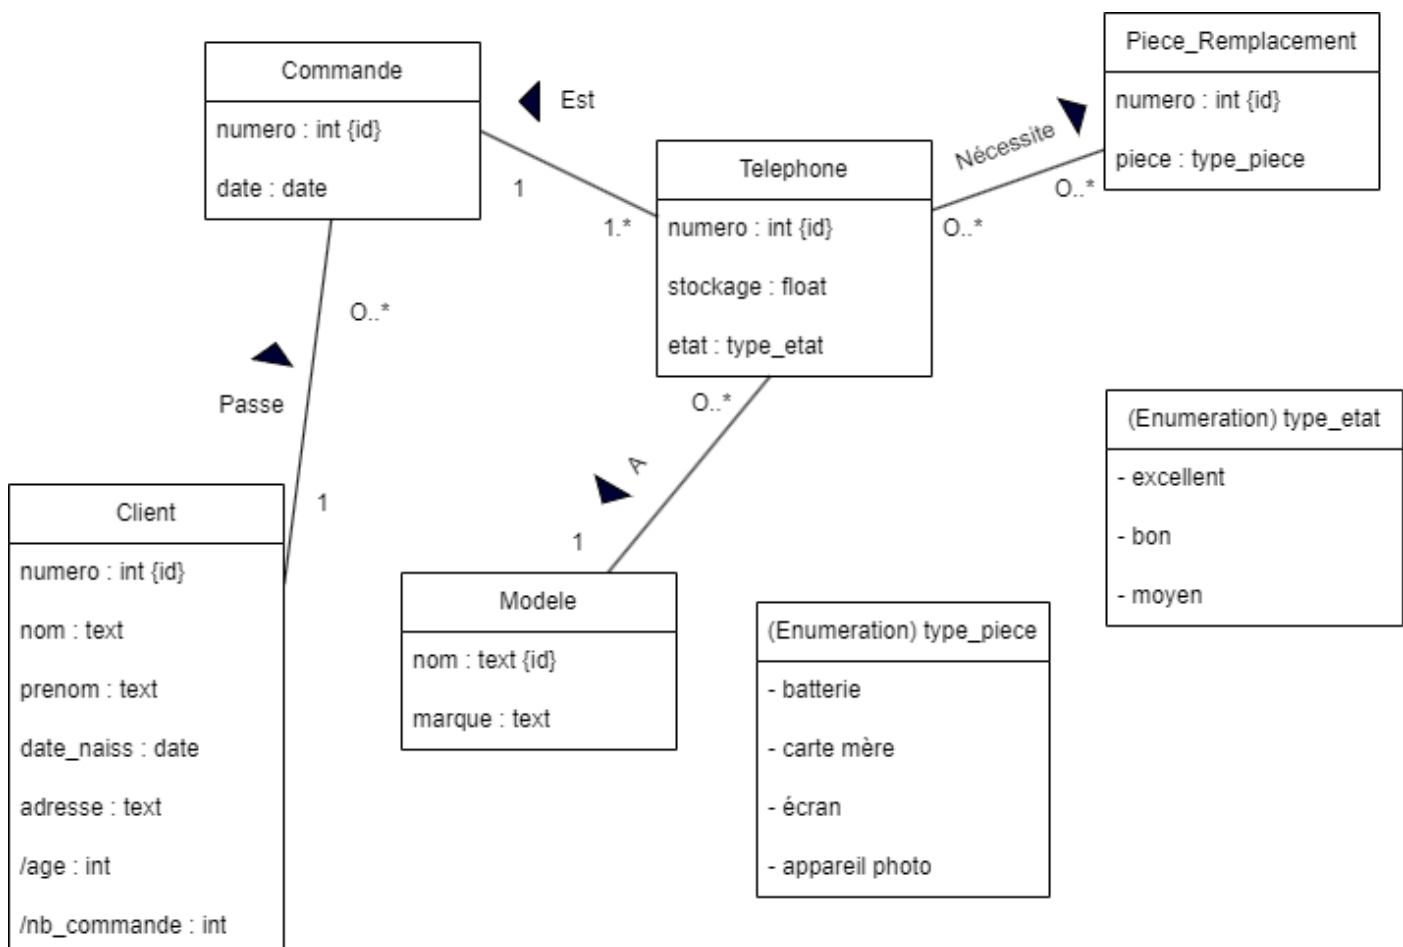 Commande
numero : int {id}
date : date
Est
1
1.*
Telephone
numero : int {id}
stockage : float
etat : type_etat
Nécessite
O..*
O..*
Piece_Remplacement
numero : int {id}
piece : type_piece
O..*
Passe
1
Client
numero : int {id}
nom : text
prenom : text
date_naiss : date
adresse : text
/age : int
/nb_commande : int
O..*
A
1
Modele
nom : text {id}
marque : text
(Enumeration) type_piece
- batterie
- carte mère
- écran
- appareil photo
(Enumeration) type_etat
- excellent
- bon
- moyen